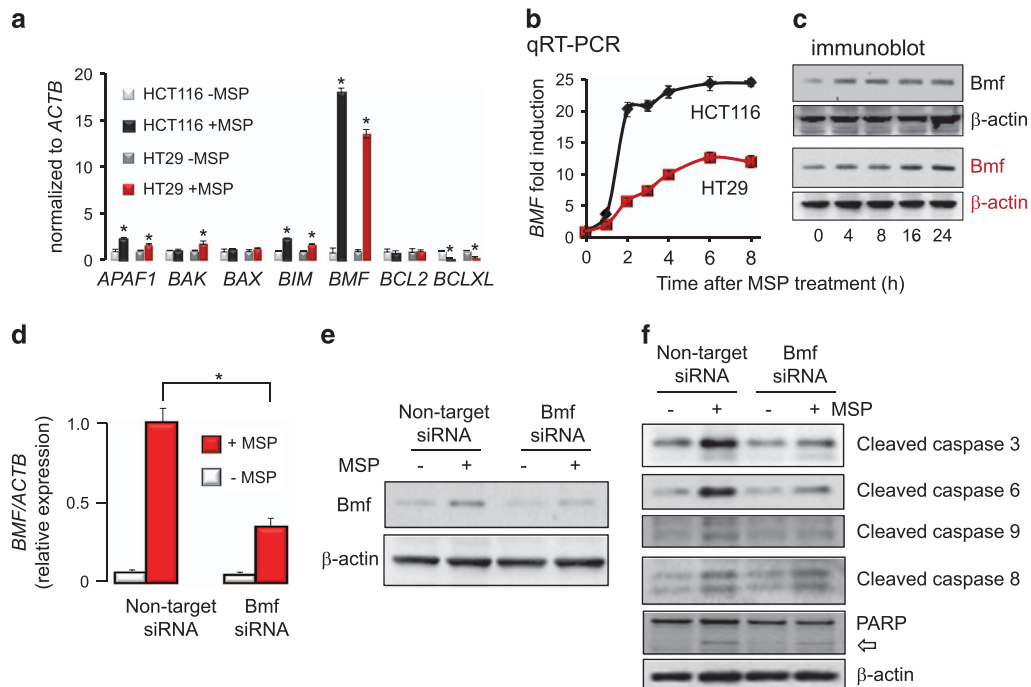 a
normalized to ACTB
20
15
10
5
0
HCT116 -MSP
HCT116 +MSP
HT29 -MSP
HT29 +MSP
* * * * * * * * *
APAF1 BAK BAX BIM BMF BCL2 BCLXL
b
qRT-PCR
BMF fold induction
25
20
15
10
5
0
HCT116
HT29
0 2 4 6 8
Time after MSP treatment (h)
c
immunoblot
Bmf
β-actin
Bmf
β-actin
0 4 8 16 24
d
BMF/ACTB
(relative expression)
1.0
0.5
0
*
+ MSP
- MSP
Non-target
siRNA
Bmf
siRNA
e
Non-target
siRNA
Bmf
siRNA
MSP - + - +
Bmf
β-actin
f
Non-target
siRNA
Bmf
siRNA
- + - + MSP
Cleaved caspase 3
Cleaved caspase 6
Cleaved caspase 9
Cleaved caspase 8
PARP
⇦
β-actin